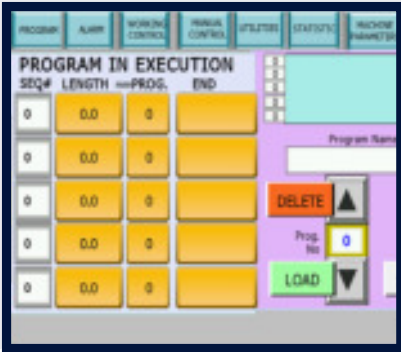 PROGRAM ALARM WORKING CONTROL MANUAL CONTROL UTILITIES STATISTIC MACHINE PARAMETER
PROGRAM IN EXECUTION
SEQ# LENGTH PROG. END
0 0.0 0
Program Name
0 0.0 0
0 0.0 0
DELETE
0 0.0 0
Prog. No 0
0 0.0 0
LOAD